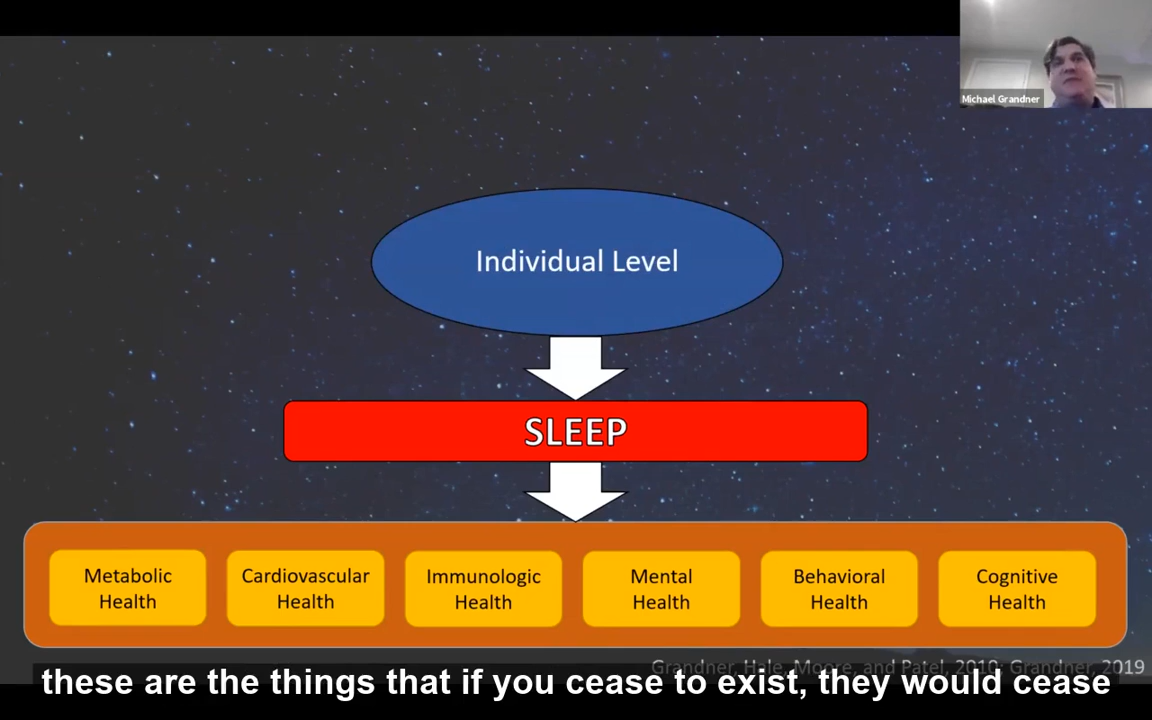 Michael Grandner
Individual Level
SLEEP
Metabolic
Health
Cardiovascular
Health
Immunologic
Health
Mental
Health
Behavioral
Health
Cognitive
Health
Grandner, Hale, Moore, and Patel, 2010; Grandner, 2019
these are the things that if you cease to exist, they would cease